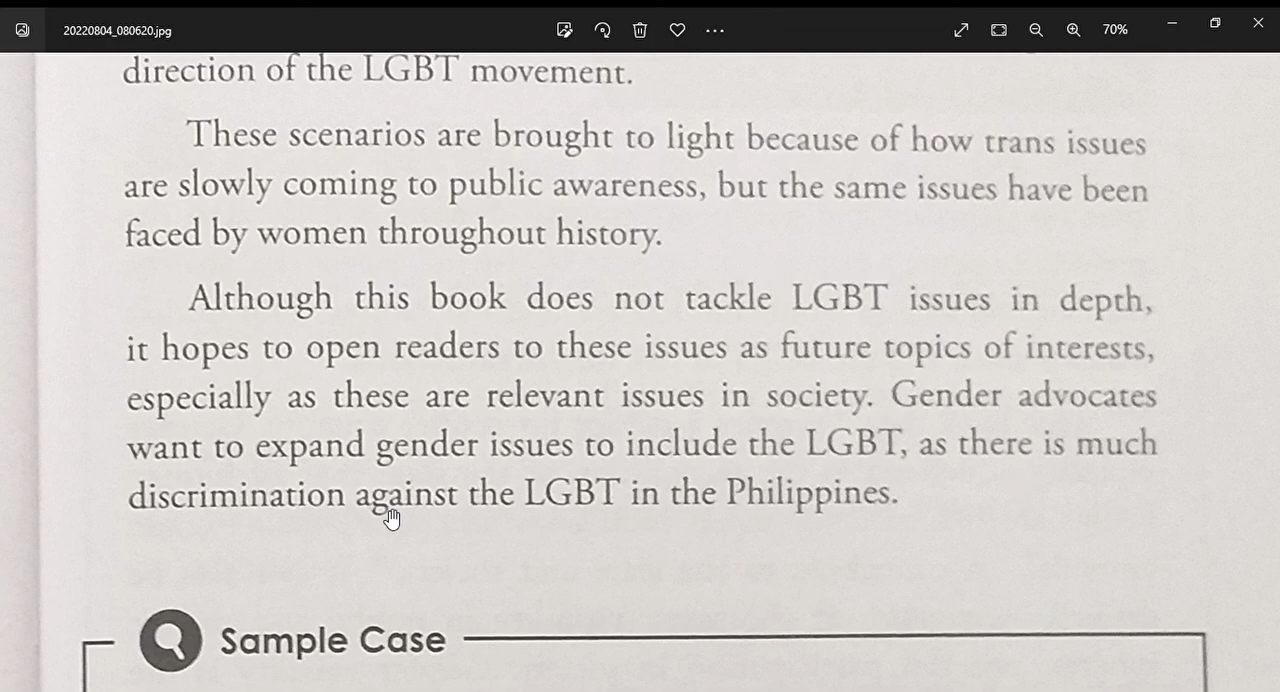 20220804_080620.jpg
70%
direction of the LGBT movement.
These scenarios are brought to light because of how trans issues
are slowly coming to public awareness, but the same issues have been
faced by women throughout history.
Although this book does not tackle LGBT issues in depth,
it hopes to open readers to these issues as future topics of interests,
especially as these are relevant issues in society. Gender advocates
want to expand gender issues to include the LGBT, as there is much
discrimination against the LGBT in the Philippines.
Sample Case